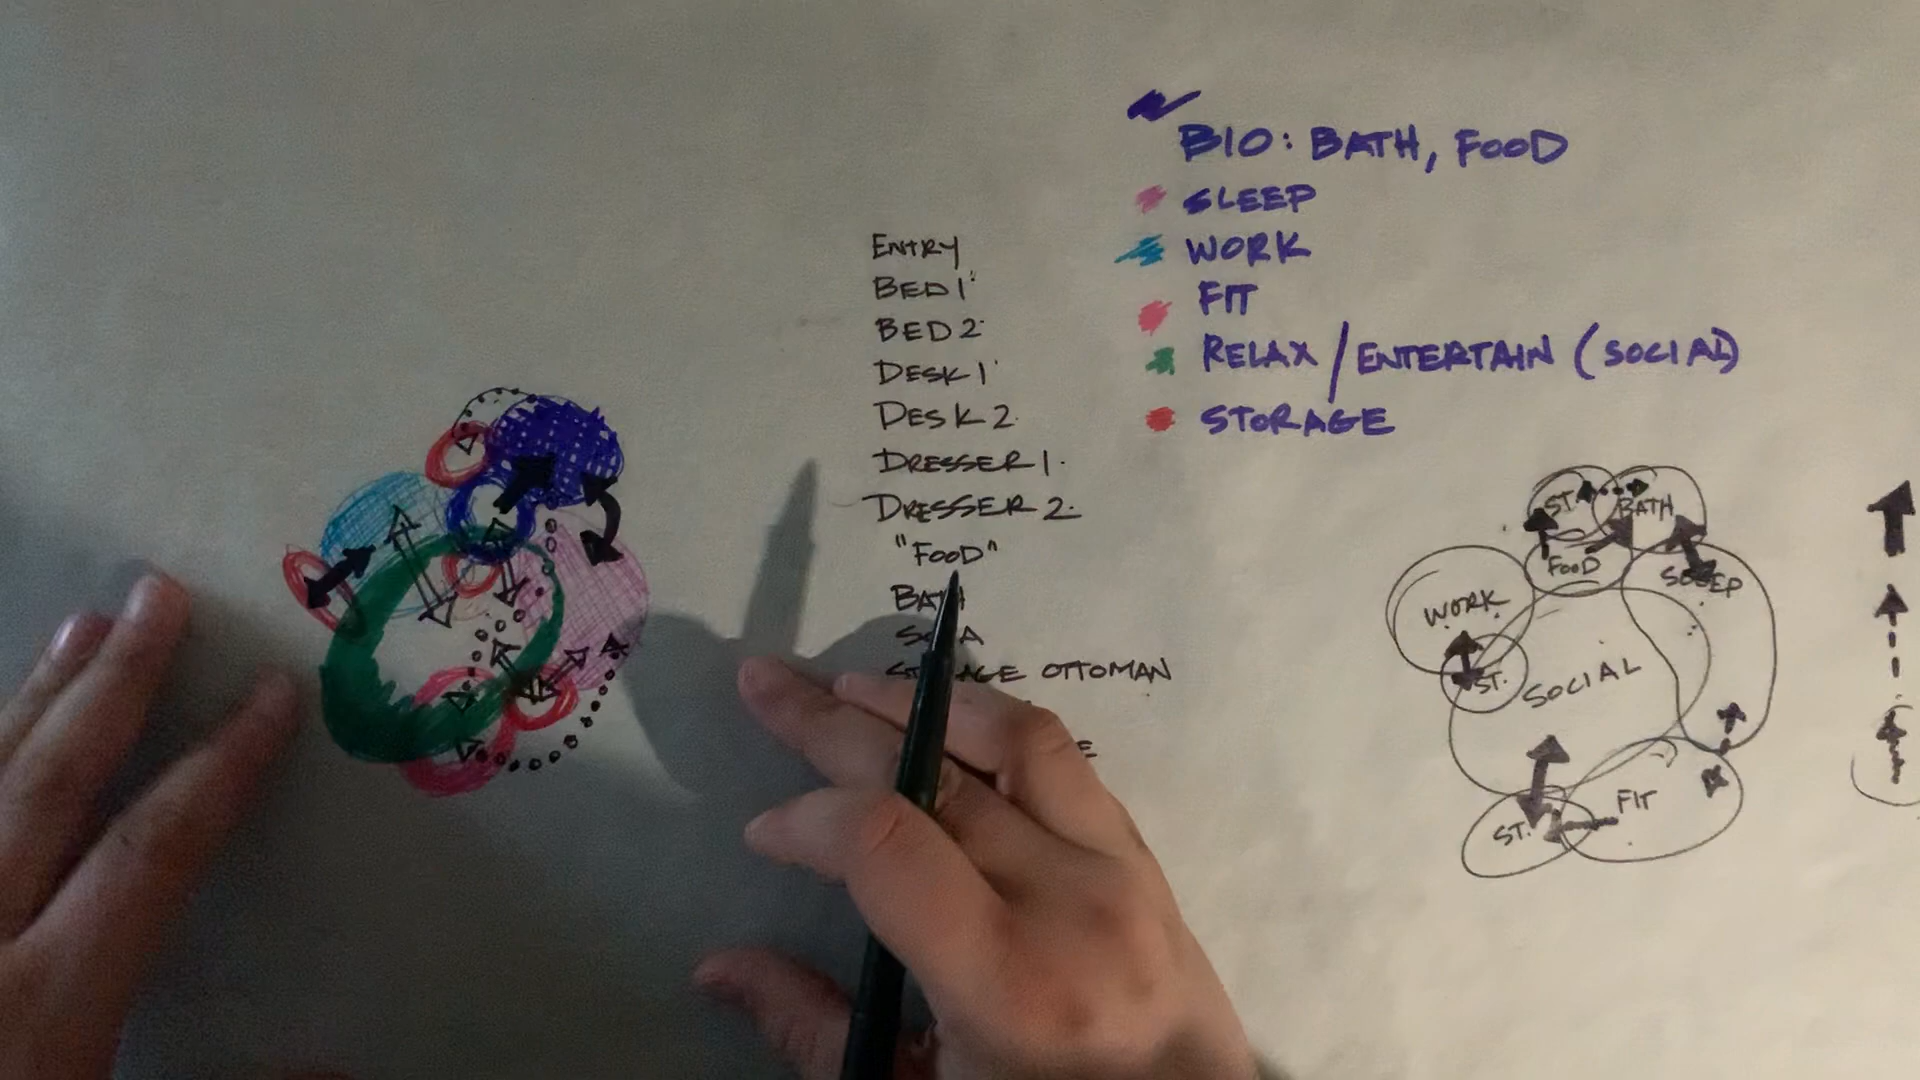 ENTRY
BED 1
BED 2
DESK 1
DESK 2
DRESSER 1
DRESSER 2
"FOOD"
OTTOMAN
BIO: BATH, FOOD
SLEEP
WORK
FIT
RELAX / ENTERTAIN (SOCIAL)
STORAGE
ST.
BATH
FOOD
SLEEP
WORK
ST.
SOCIAL
FIT
ST.